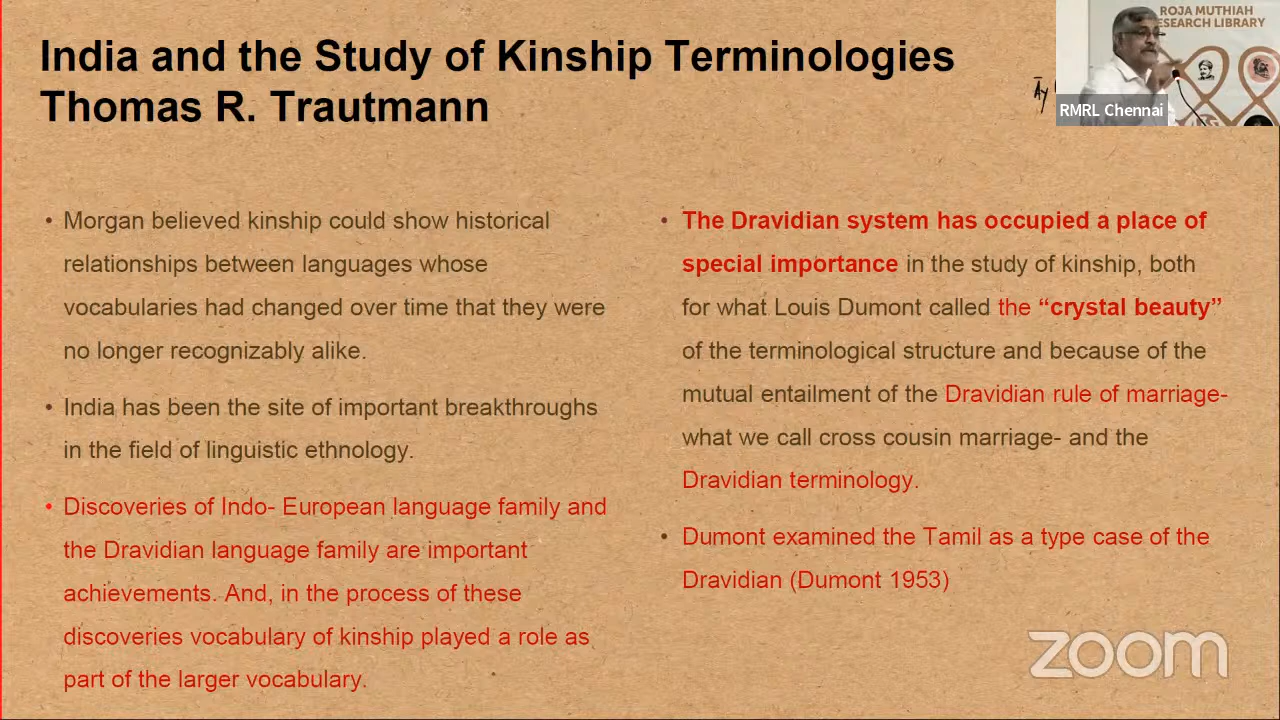 India and the Study of Kinship Terminologies
Thomas R. Trautmann
• Morgan believed kinship could show historical
relationships between languages whose
vocabularies had changed over time that they were
no longer recognizably alike.
• India has been the site of important breakthroughs
in the field of linguistic ethnology.
• Discoveries of Indo- European language family and
the Dravidian language family are important
achievements. And, in the process of these
discoveries vocabulary of kinship played a role as
part of the larger vocabulary.
• The Dravidian system has occupied a place of
special importance in the study of kinship, both
for what Louis Dumont called the “crystal beauty”
of the terminological structure and because of the
mutual entailment of the Dravidian rule of marriage-
what we call cross cousin marriage- and the
Dravidian terminology.
• Dumont examined the Tamil as a type case of the
Dravidian (Dumont 1953)
Āy
ROJA MUTHIAH
RESEARCH LIBRARY
RMRL Chennai
zoom